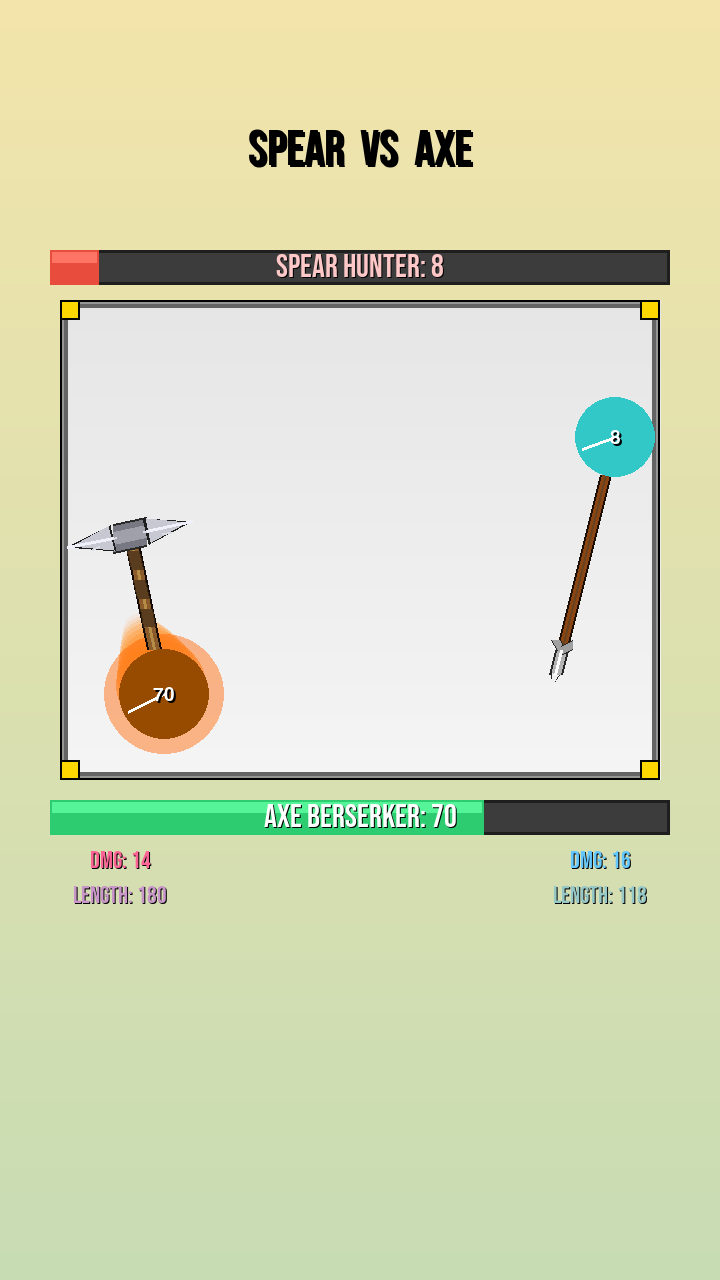 SPEAR VS AXE
SPEAR HUNTER: 8
8
70
AXE BERSERKER: 70
DMG: 14
DMG: 16
LENGTH: 180
LENGTH: 118